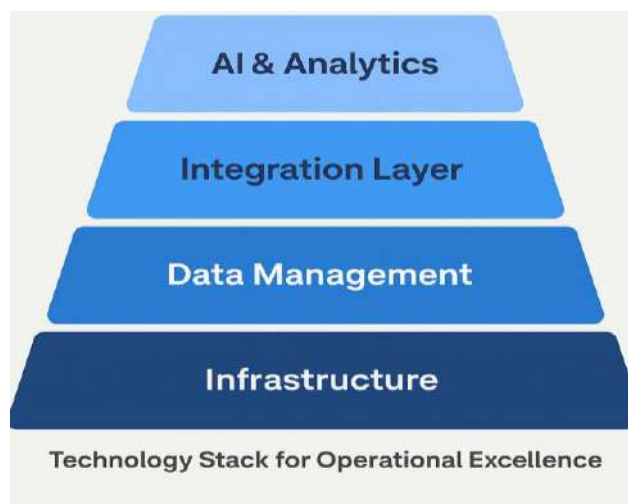 AI & Analytics
Integration Layer
Data Management
Infrastructure
Technology Stack for Operational Excellence